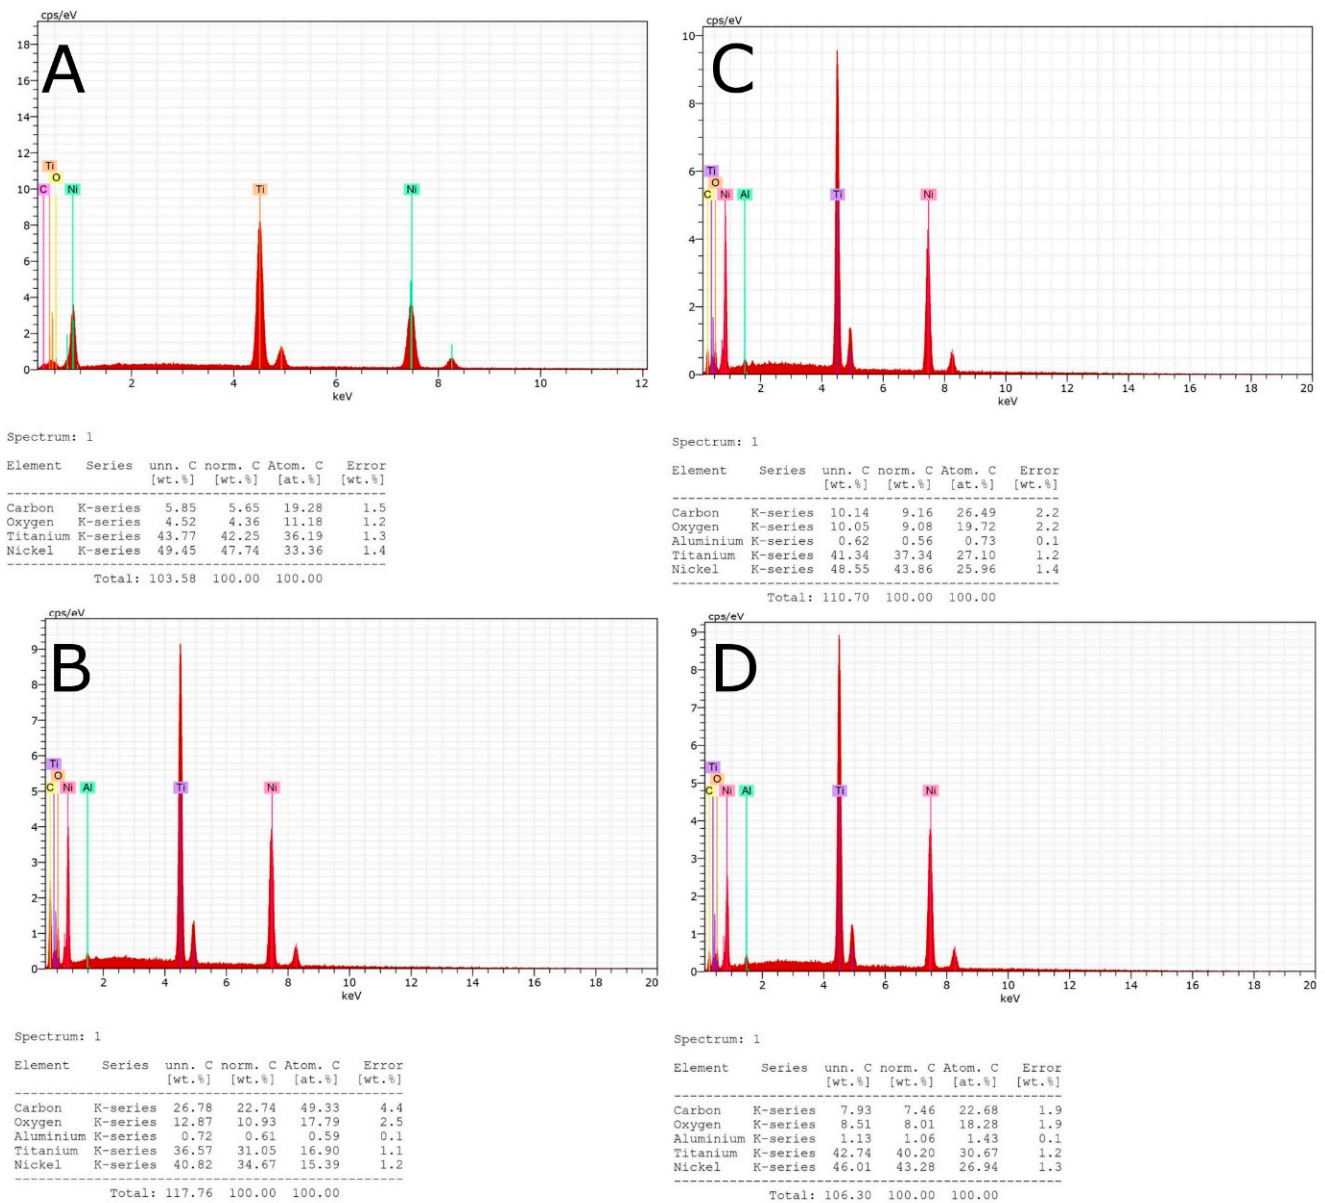 cps/eV
18
16
14
12
10
8
6
4
2
0
A
Ti
O
C Ni Ti Ni
2 4 6 8 10 12
keV
Spectrum: 1
Element Series unn. C norm. C Atom. C Error
[wt.%] [wt.%] [at.%] [wt.%]
Carbon K-series 5.85 5.65 19.28 1.5
Oxygen K-series 4.52 4.36 11.18 1.2
Titanium K-series 43.77 42.25 36.19 1.3
Nickel K-series 49.45 47.74 33.36 1.4
Total: 103.58 100.00 100.00
cps/eV
10
8
6
4
2
0
C
Ti
O
C Ni Al Ti Ni
2 4 6 8 10 12 14 16 18 20
keV
Spectrum: 1
Element Series unn. C norm. C Atom. C Error
[wt.%] [wt.%] [at.%] [wt.%]
Carbon K-series 10.14 9.16 26.49 2.2
Oxygen K-series 10.05 9.08 19.72 2.2
Aluminium K-series 0.62 0.56 0.73 0.1
Titanium K-series 41.34 37.34 27.10 1.2
Nickel K-series 48.55 43.86 25.96 1.4
Total: 110.70 100.00 100.00
cps/eV
9
8
7
6
5
4
3
2
1
0
B
Ti
O
C Ni Al Ti Ni
2 4 6 8 10 12 14 16 18 20
keV
Spectrum: 1
Element Series unn. C norm. C Atom. C Error
[wt.%] [wt.%] [at.%] [wt.%]
Carbon K-series 26.78 22.74 49.33 4.4
Oxygen K-series 12.87 10.93 17.79 2.5
Aluminium K-series 0.72 0.61 0.59 0.1
Titanium K-series 36.57 31.05 16.90 1.1
Nickel K-series 40.82 34.67 15.39 1.2
Total: 117.76 100.00 100.00
cps/eV
9
8
7
6
5
4
3
2
1
0
D
Ti
O
C Ni Al Ti Ni
2 4 6 8 10 12 14 16 18 20
keV
Spectrum: 1
Element Series unn. C norm. C Atom. C Error
[wt.%] [wt.%] [at.%] [wt.%]
Carbon K-series 7.93 7.46 22.68 1.9
Oxygen K-series 8.51 8.01 18.28 1.9
Aluminium K-series 1.13 1.06 1.43 0.1
Titanium K-series 42.74 40.20 30.67 1.2
Nickel K-series 46.01 43.28 26.94 1.3
Total: 106.30 100.00 100.00